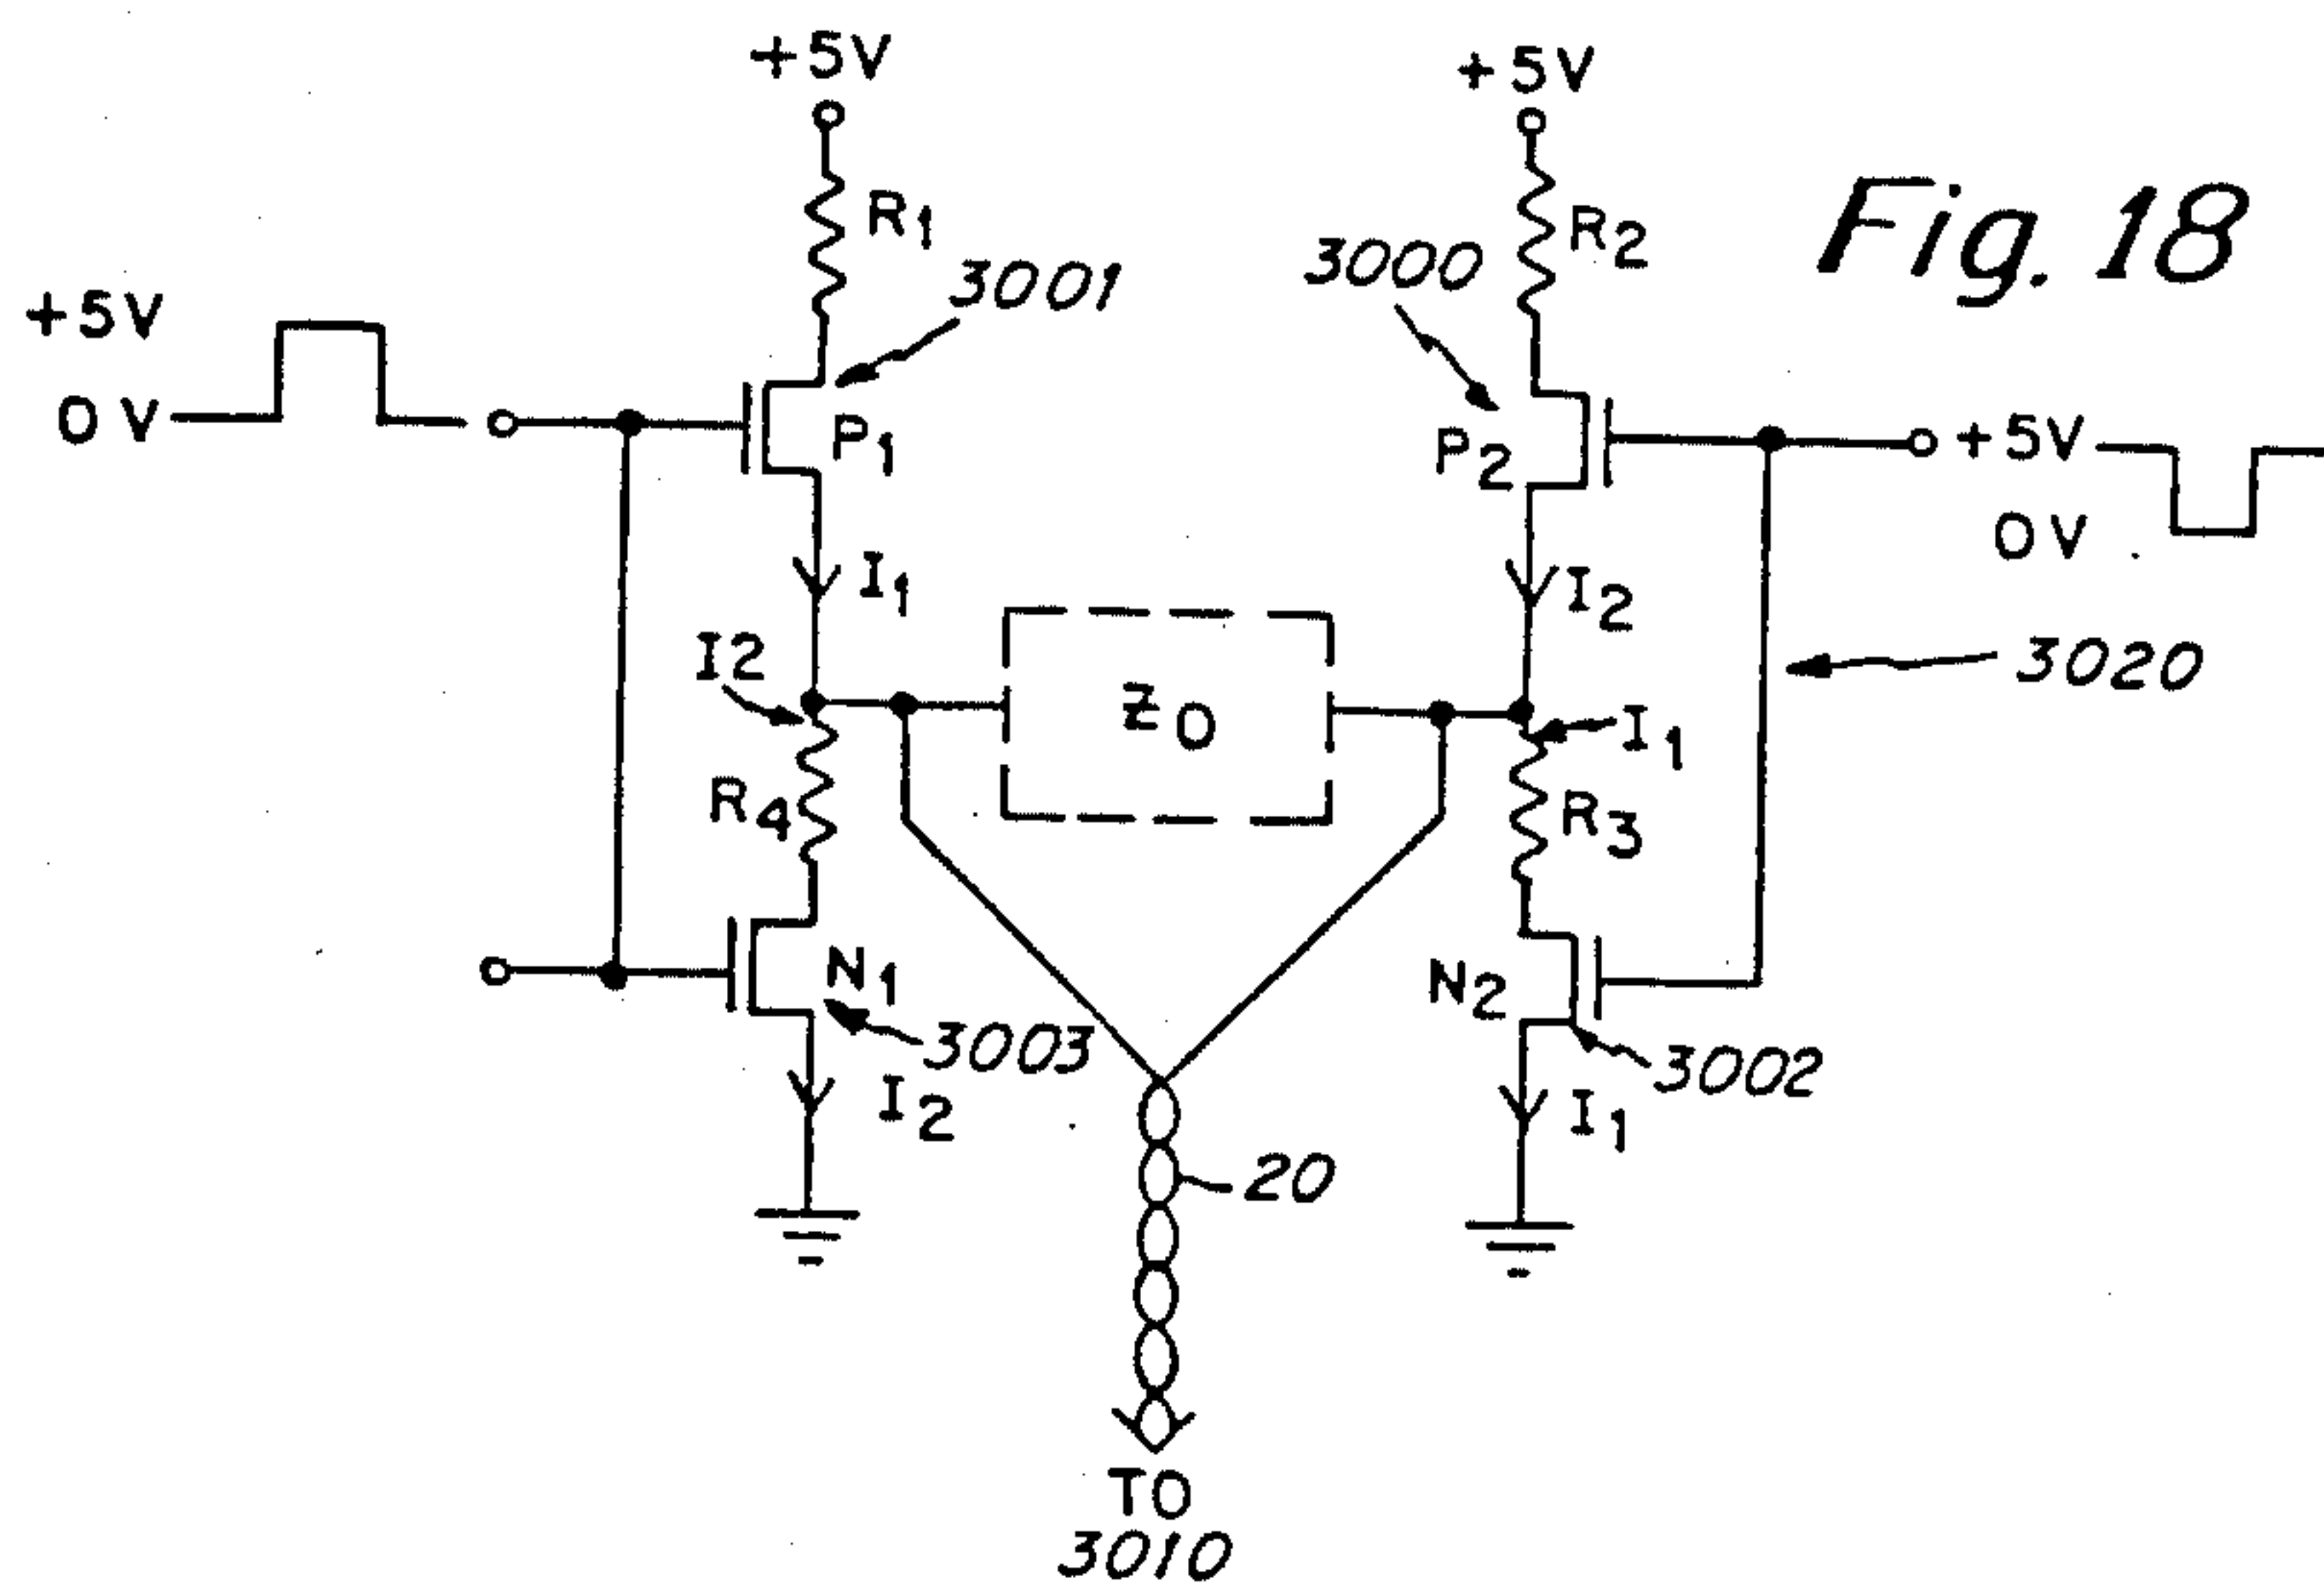 +5V
+5V
Fig. 18
R1
R2
3001
3000
+5V
0V
P1
P2
+5V
0V
I1
I2
I2
Z0
I1
3020
R4
R3
N1
N2
3003
3002
I2
I1
20
TO
3010